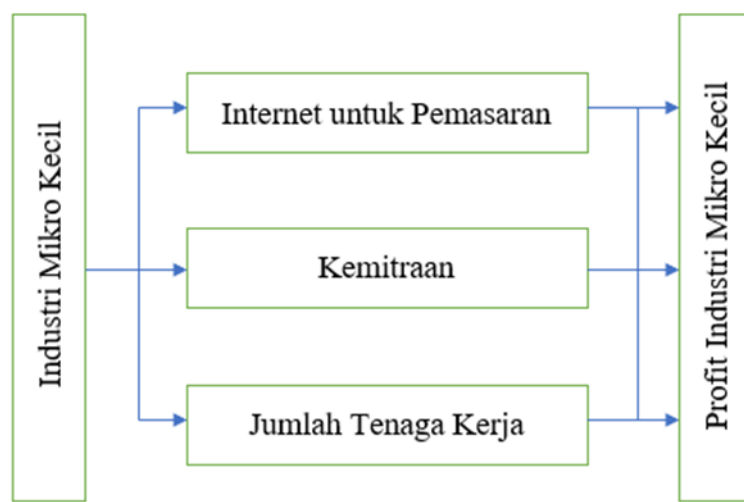 Industri Mikro Kecil
Internet untuk Pemasaran
Kemitraan
Jumlah Tenaga Kerja
Profit Industri Mikro Kecil